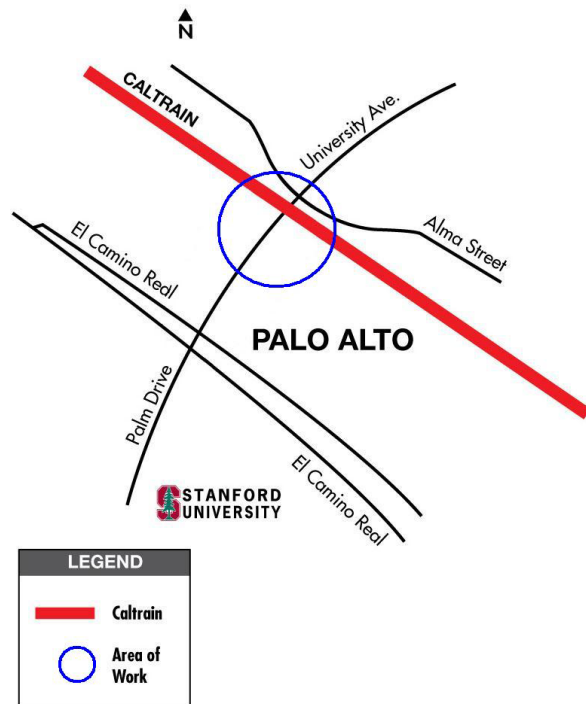 N
CALTRAIN
University Ave.
Alma Street
El Camino Real
PALO ALTO
Palm Drive
El Camino Real
STANFORD
UNIVERSITY
LEGEND
Caltrain
Area of
Work